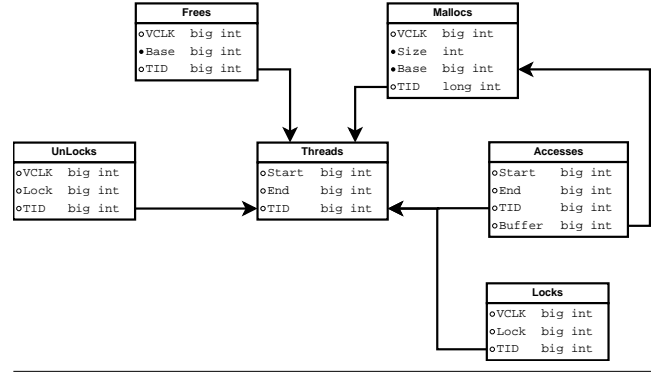 Frees
VCLK big int
Base big int
TID big int
Mallocs
VCLK big int
Size int
Base big int
TID long int
UnLocks
VCLK big int
Lock big int
TID big int
Threads
Start big int
End big int
TID big int
Accesses
Start big int
End big int
TID big int
Buffer big int
Locks
VCLK big int
Lock big int
TID big int